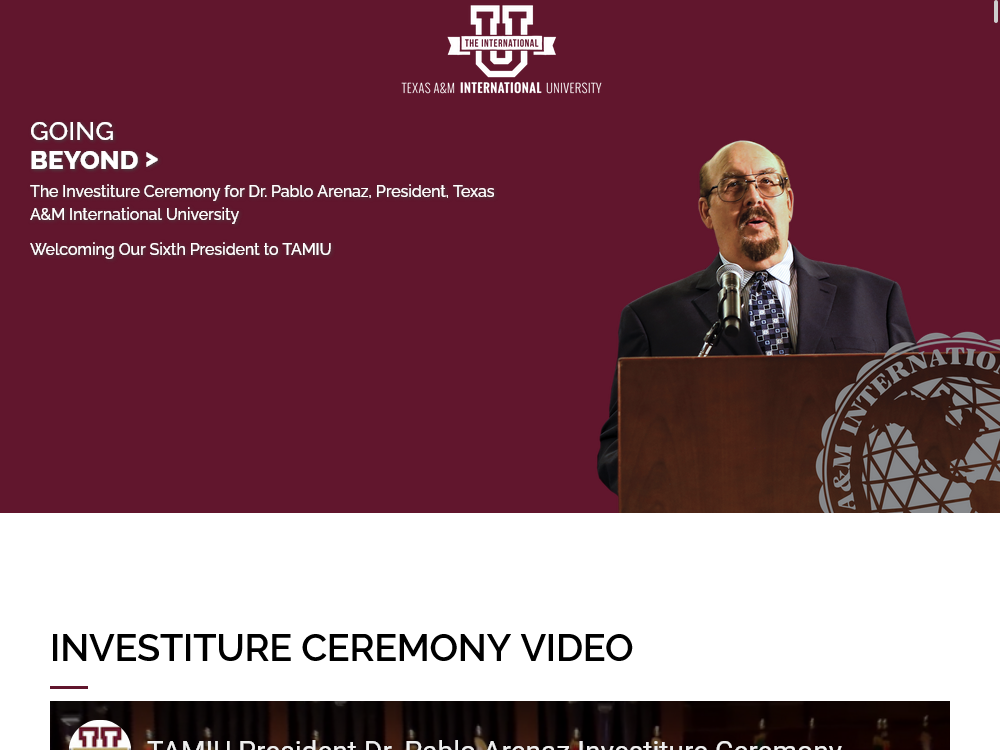 THE INTERNATIONAL
TEXAS A&M INTERNATIONAL UNIVERSITY
GOING
BEYOND >
The Investiture Ceremony for Dr. Pablo Arenaz, President, Texas
A&M International University
Welcoming Our Sixth President to TAMIU
A&M INTERNATIO
INVESTITURE CEREMONY VIDEO
TAMIU President Dr. Pablo Arenaz Investiture Ceremony